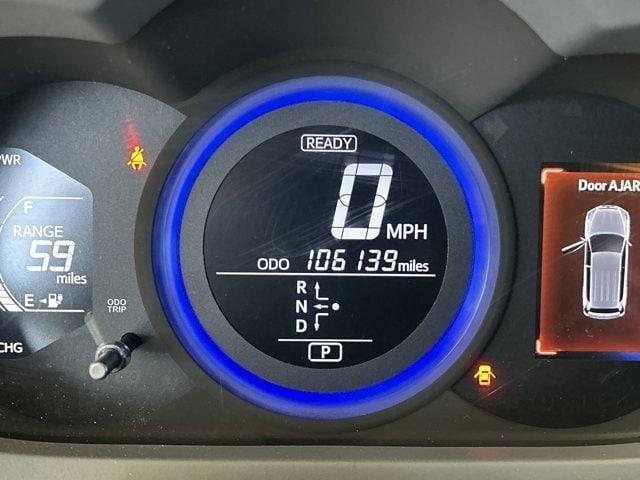 PWR
F
RANGE
59
miles
E
CHG
ODO
TRIP
READY
0 MPH
ODO 106139 miles
R
N
D
P
Door AJAR